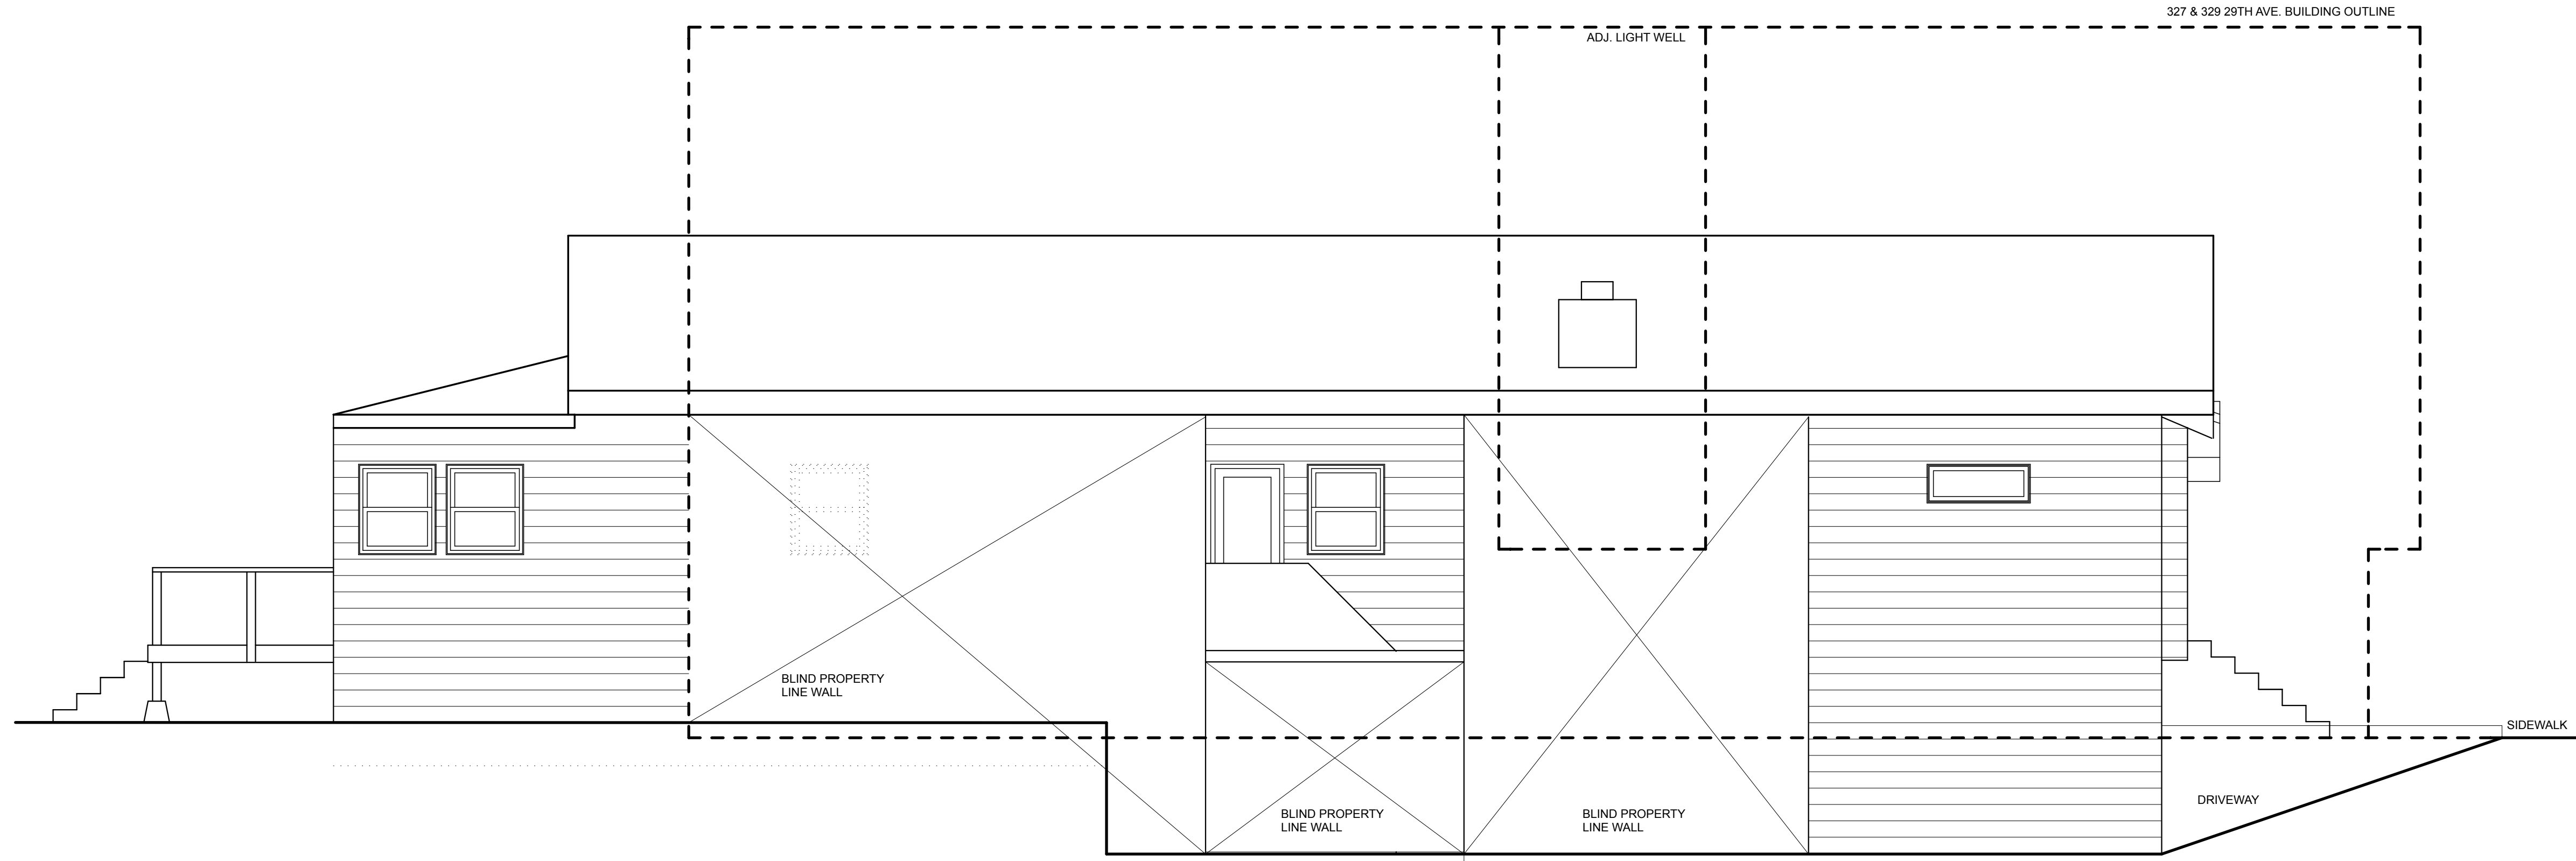 327 & 329 29TH AVE. BUILDING OUTLINE
ADJ. LIGHT WELL
BLIND PROPERTY
LINE WALL
SIDEWALK
DRIVEWAY
BLIND PROPERTY
LINE WALL
BLIND PROPERTY
LINE WALL